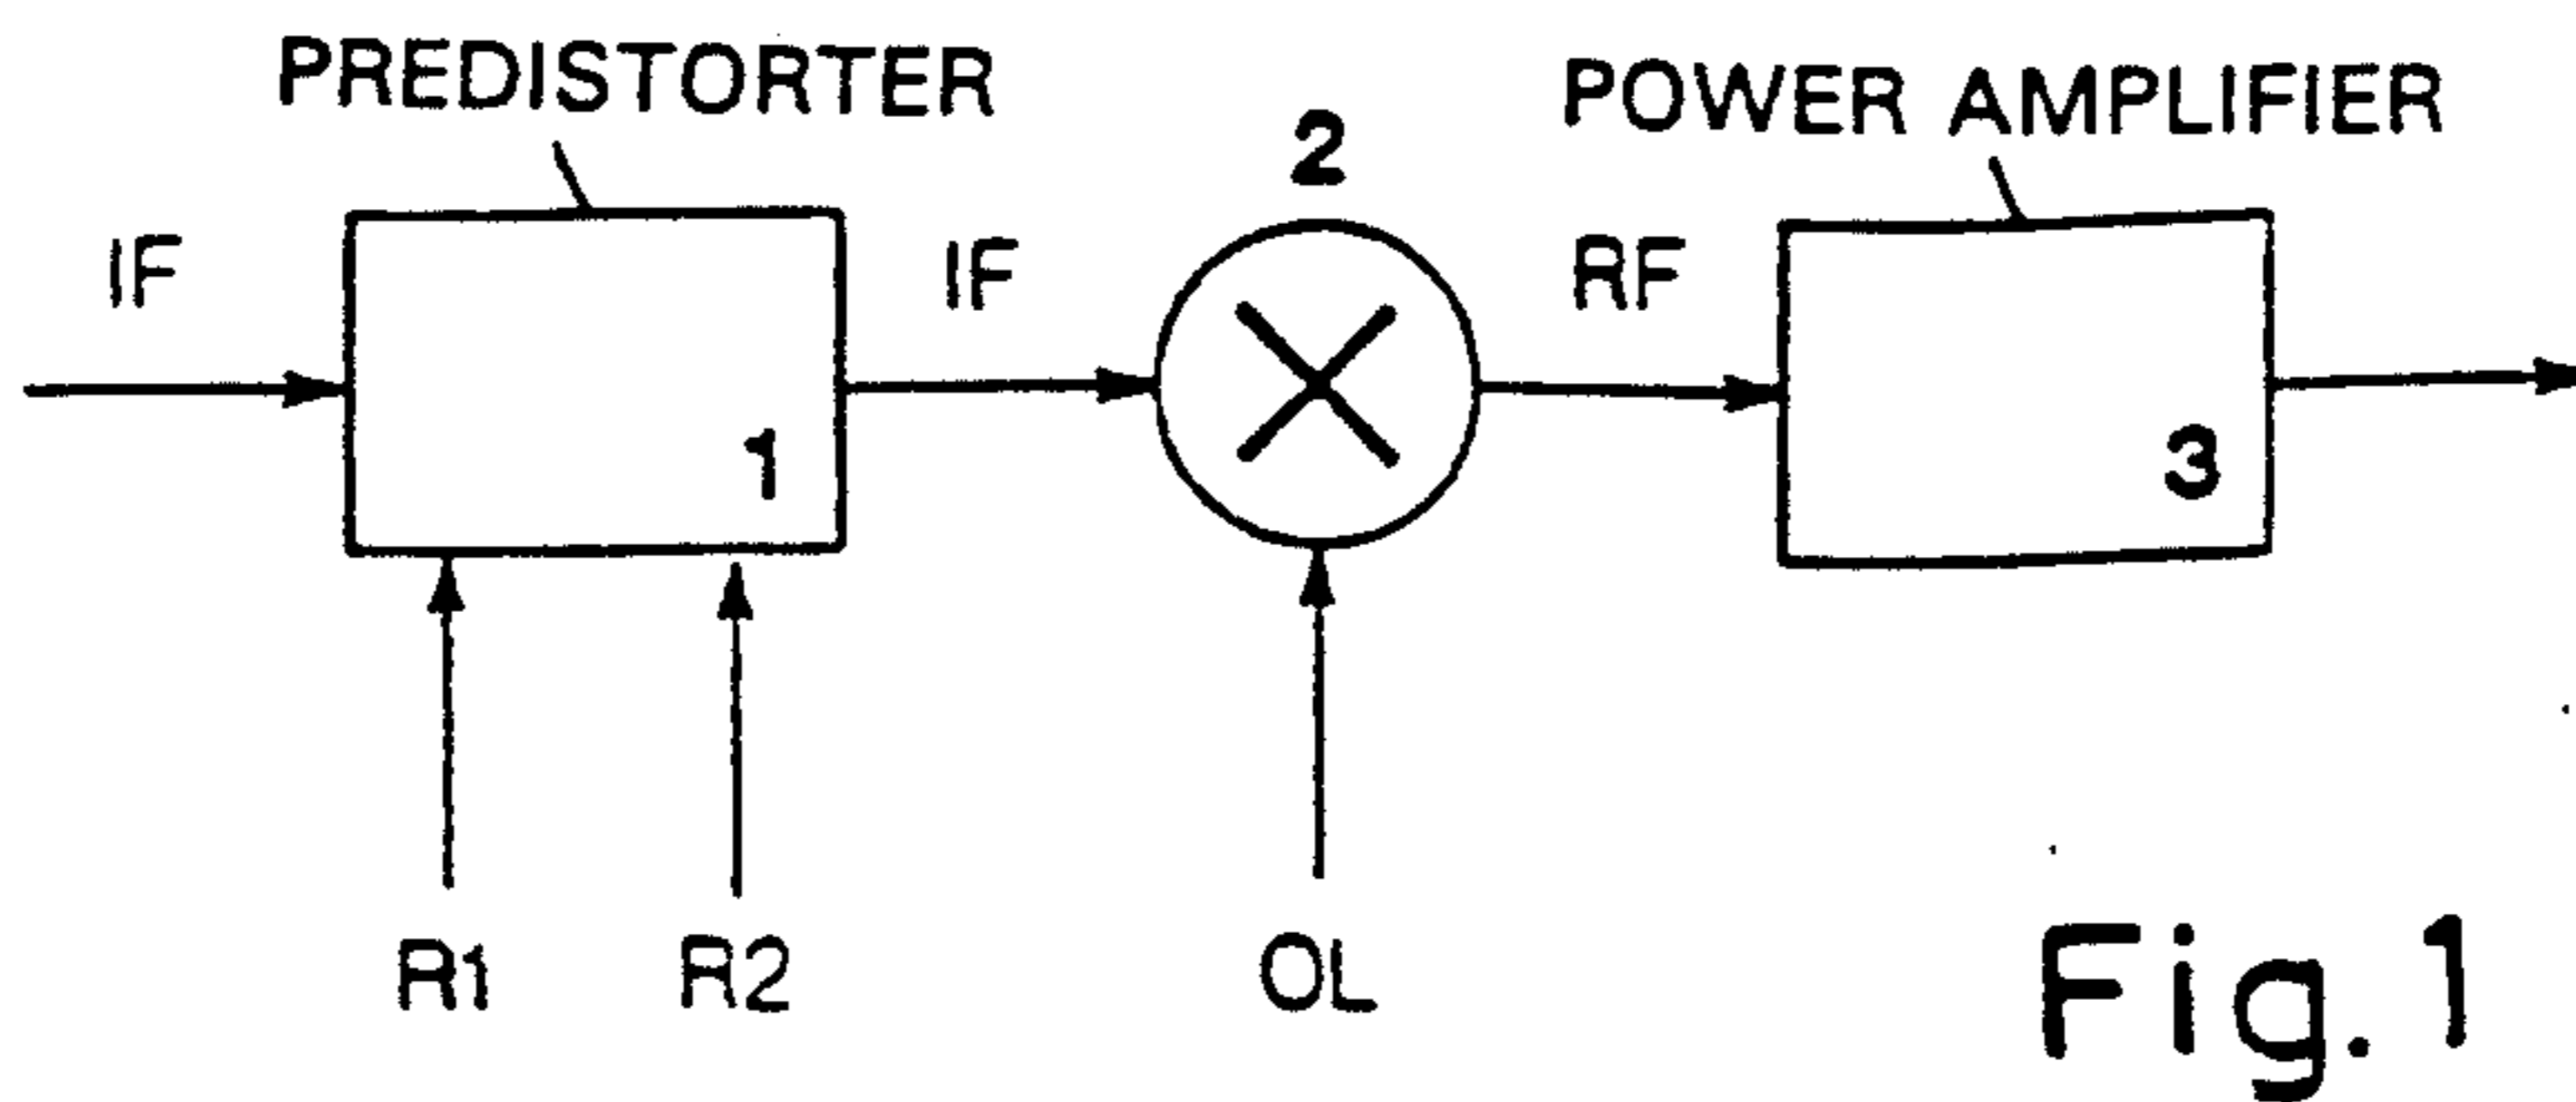 PREDISTORTER
POWER AMPLIFIER
2
IF
IF
RF
1
3
R1
R2
OL
Fig.1